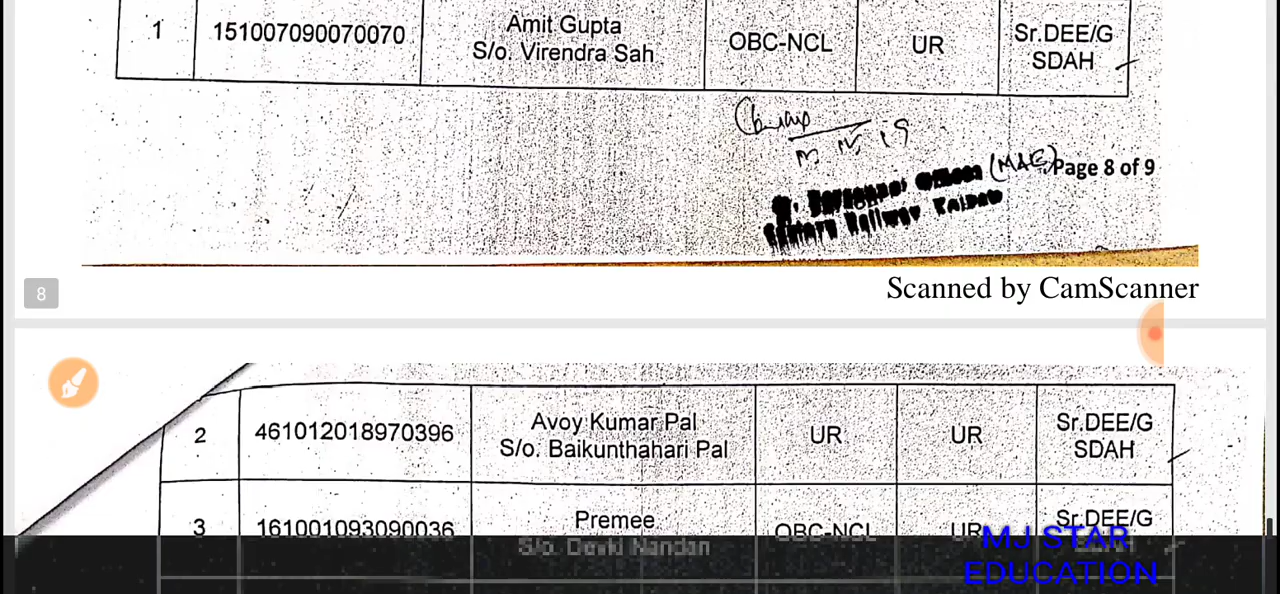 1 151007090070070 Amit Gupta OBC-NCL UR Sr.DEE/G
S/o. Virendra Sah SDAH
(MAG) Page 8 of 9
8
Scanned by CamScanner
2 461012018970396 Avoy Kumar Pal UR UR Sr.DEE/G
S/o. Baikunthahari Pal SDAH
3 161001093090036 Premee OBC-NCL UR Sr.DEE/G
S/o. Dewki Nandan
MJ STAR
EDUCATION